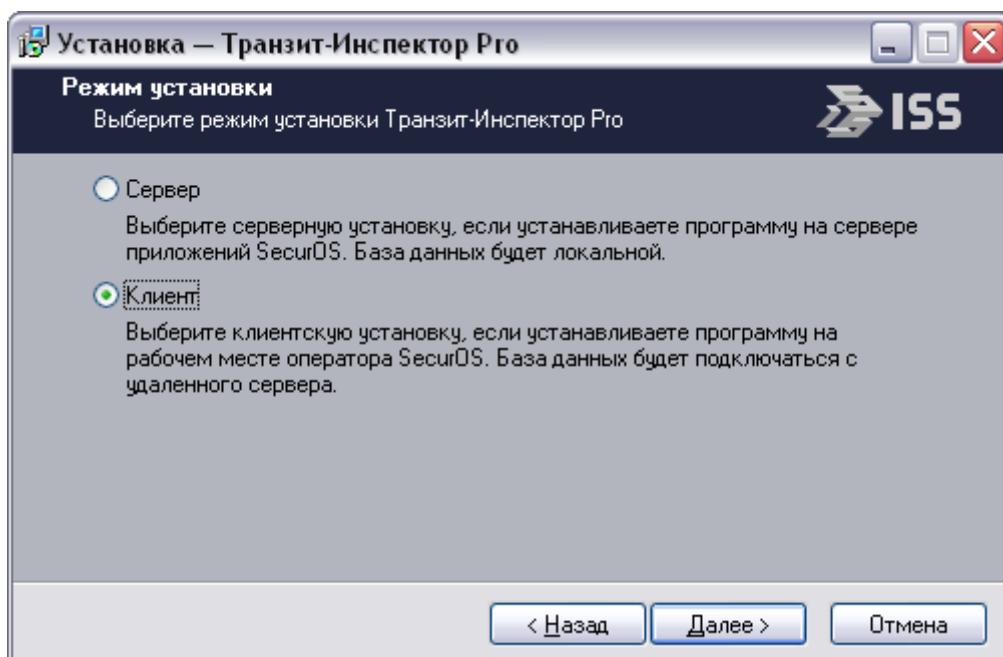 Установка — Транзит-Инспектор Pro
Режим установки
Выберите режим установки Транзит-Инспектор Pro
ISS
Сервер
Выберите серверную установку, если устанавливаете программу на сервере
приложений SecurOS. База данных будет локальной.
Клиент
Выберите клиентскую установку, если устанавливаете программу на
рабочем месте оператора SecurOS. База данных будет подключаться с
удаленного сервера.
< Назад
Далее >
Отмена